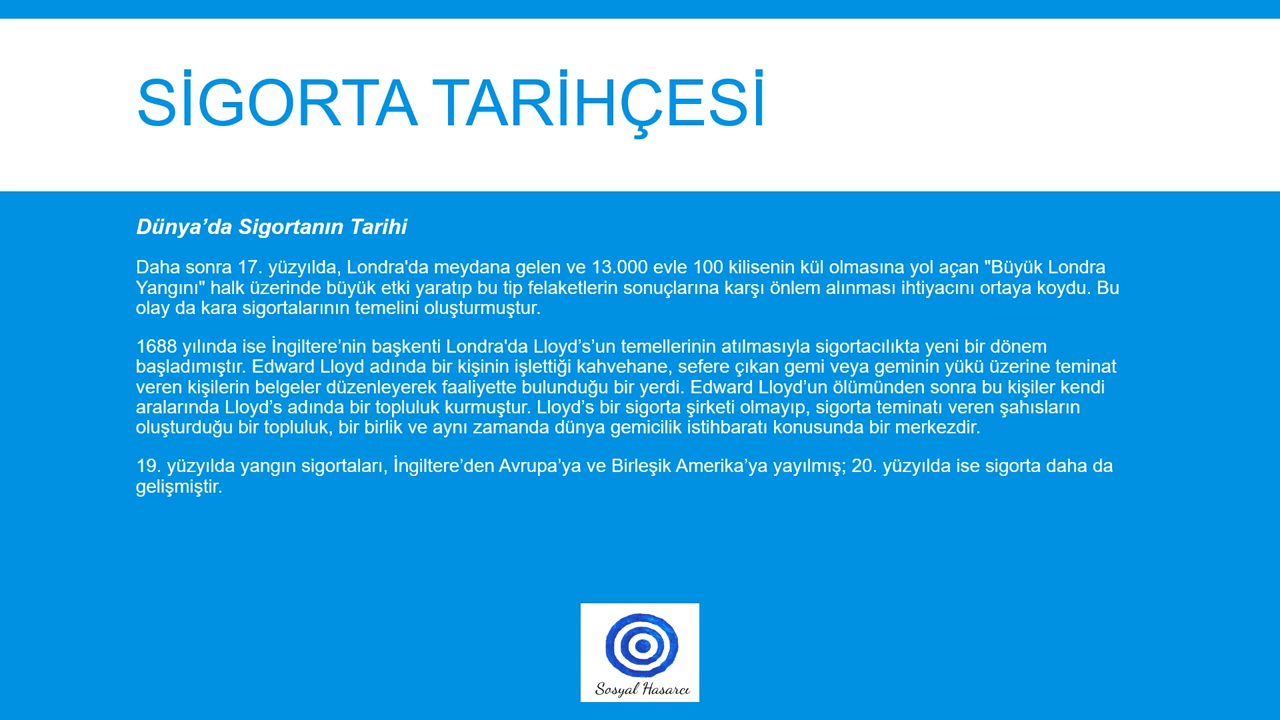 SİGORTA TARİHÇESİ
Dünya’da Sigortanın Tarihi
Daha sonra 17. yüzyılda, Londra'da meydana gelen ve 13.000 evle 100 kilisenin kül olmasına yol açan "Büyük Londra
Yangını" halk üzerinde büyük etki yaratıp bu tip felaketlerin sonuçlarına karşı önlem alınması ihtiyacını ortaya koydu. Bu
olay da kara sigortalarının temelini oluşturmuştur.
1688 yılında ise İngiltere’nin başkenti Londra'da Lloyd’s’un temellerinin atılmasıyla sigortacılıkta yeni bir dönem
başladımıştır. Edward Lloyd adında bir kişinin işlettiği kahvehane, sefere çıkan gemi veya geminin yükü üzerine teminat
veren kişilerin belgeler düzenleyerek faaliyette bulunduğu bir yerdi. Edward Lloyd’un ölümünden sonra bu kişiler kendi
aralarında Lloyd’s adında bir topluluk kurmuştur. Lloyd’s bir sigorta şirketi olmayıp, sigorta teminatı veren şahısların
oluşturduğu bir topluluk, bir birlik ve aynı zamanda dünya gemicilik istihbaratı konusunda bir merkezdir.
19. yüzyılda yangın sigortaları, İngiltere’den Avrupa’ya ve Birleşik Amerika’ya yayılmış; 20. yüzyılda ise sigorta daha da
gelişmiştir.
Sosyal Hasarcı